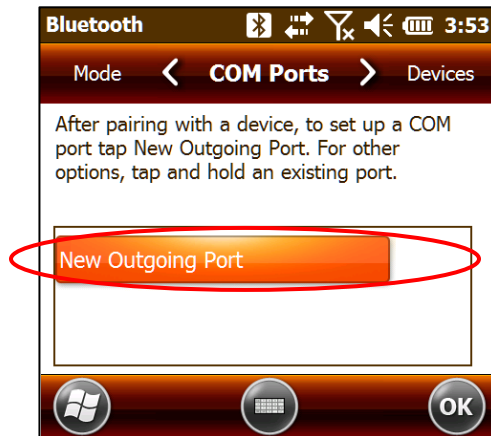 Bluetooth 3:53
Mode COM Ports Devices
After pairing with a device, to set up a COM
port tap New Outgoing Port. For other
options, tap and hold an existing port.
New Outgoing Port
OK